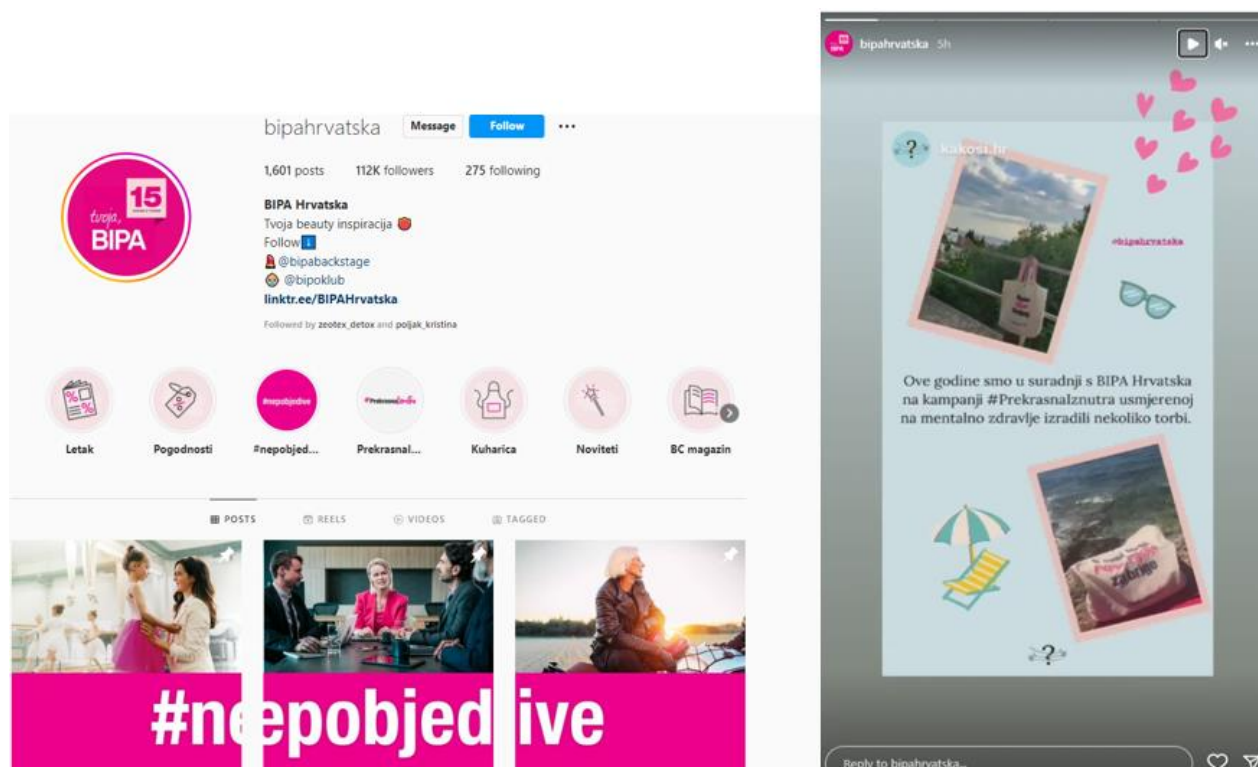 bipahrvatska Message Follow
1,601 posts 112K followers 275 following
tvoja,
15
BIPA
BIPA Hrvatska
Tvoja beauty inspiracija
Follow
@bipabackstage
@bipoklub
linktr.ee/BIPAHrvatska
Followed by zeotex_detox and poljak_kristina
#nepobjedive
Letak Pogodnosti #nepobjed... Prekrasnal... Kuharica Noviteti BC magazin
POSTS REELS VIDEOS TAGGED
#neepobjedive
bipahrvatska 5h
? kakosi.hr
#bipahrvatska
Ove godine smo u suradnji s BIPA Hrvatska
na kampanji #PrekrasnaIznutra usmjerenoj
na mentalno zdravlje izradili nekoliko torbi.
zabrige
?
Reply to bipahrvatska...